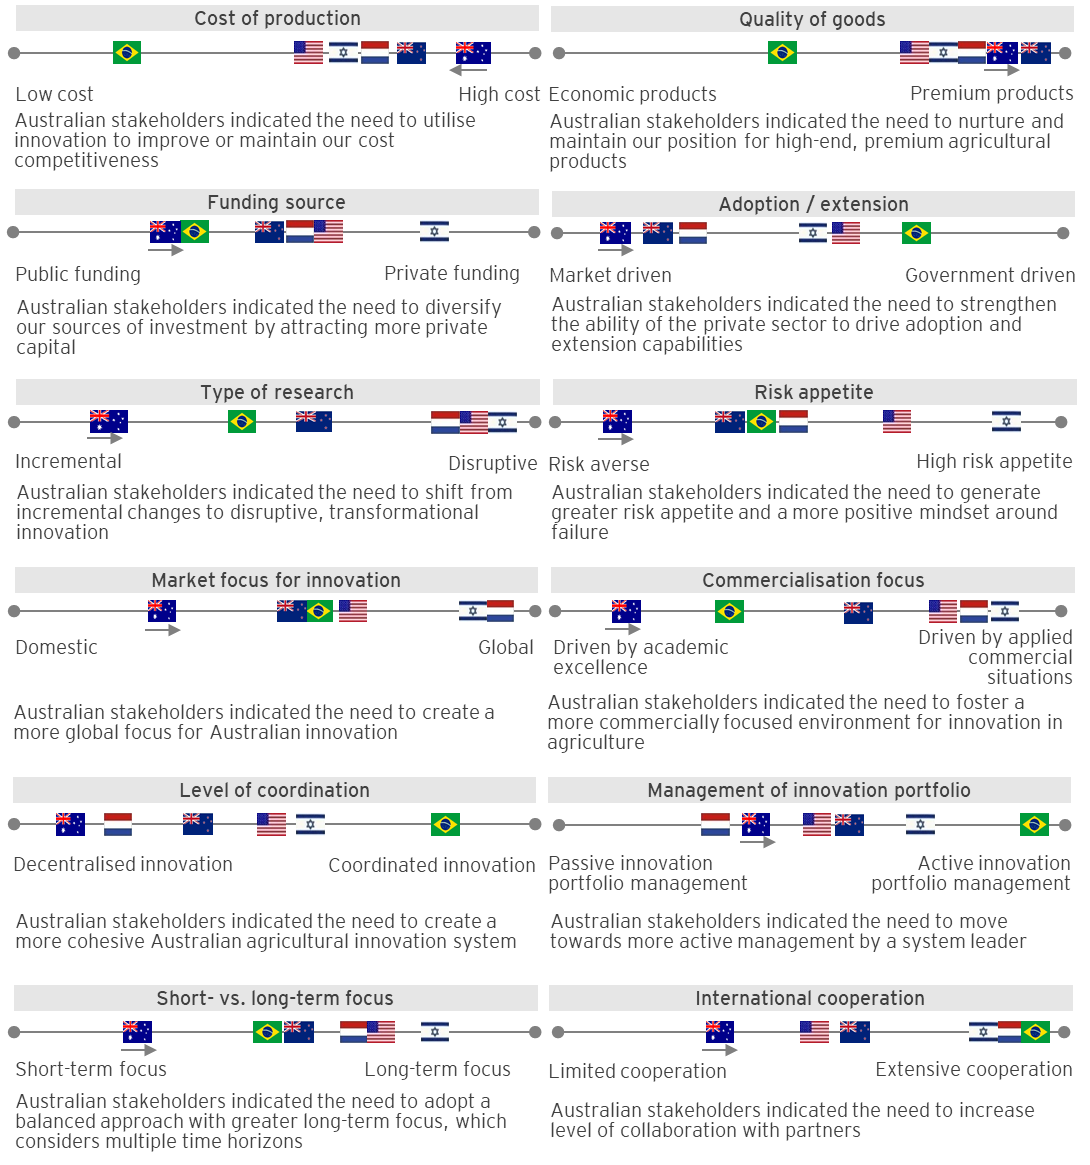 Cost of production
Low cost
High cost
Australian stakeholders indicated the need to utilise
innovation to improve or maintain our cost
competitiveness
Quality of goods
Economic products
Premium products
Australian stakeholders indicated the need to nurture and
maintain our position for high-end, premium agricultural
products
Funding source
Public funding
Private funding
Australian stakeholders indicated the need to diversify
our sources of investment by attracting more private
capital
Adoption / extension
Market driven
Government driven
Australian stakeholders indicated the need to strengthen
the ability of the private sector to drive adoption and
extension capabilities
Type of research
Incremental
Disruptive
Australian stakeholders indicated the need to shift from
incremental changes to disruptive, transformational
innovation
Risk appetite
Risk averse
High risk appetite
Australian stakeholders indicated the need to generate
greater risk appetite and a more positive mindset around
failure
Market focus for innovation
Domestic
Global
Australian stakeholders indicated the need to create a
more global focus for Australian innovation
Commercialisation focus
Driven by academic
excellence
Driven by applied
commercial
situations
Australian stakeholders indicated the need to foster a
more commercially focused environment for innovation in
agriculture
Level of coordination
Decentralised innovation
Coordinated innovation
Australian stakeholders indicated the need to create a
more cohesive Australian agricultural innovation system
Management of innovation portfolio
Passive innovation
portfolio management
Active innovation
portfolio management
Australian stakeholders indicated the need to move
towards more active management by a system leader
Short- vs. long-term focus
Short-term focus
Long-term focus
Australian stakeholders indicated the need to adopt a
balanced approach with greater long-term focus, which
considers multiple time horizons
International cooperation
Limited cooperation
Extensive cooperation
Australian stakeholders indicated the need to increase
level of collaboration with partners